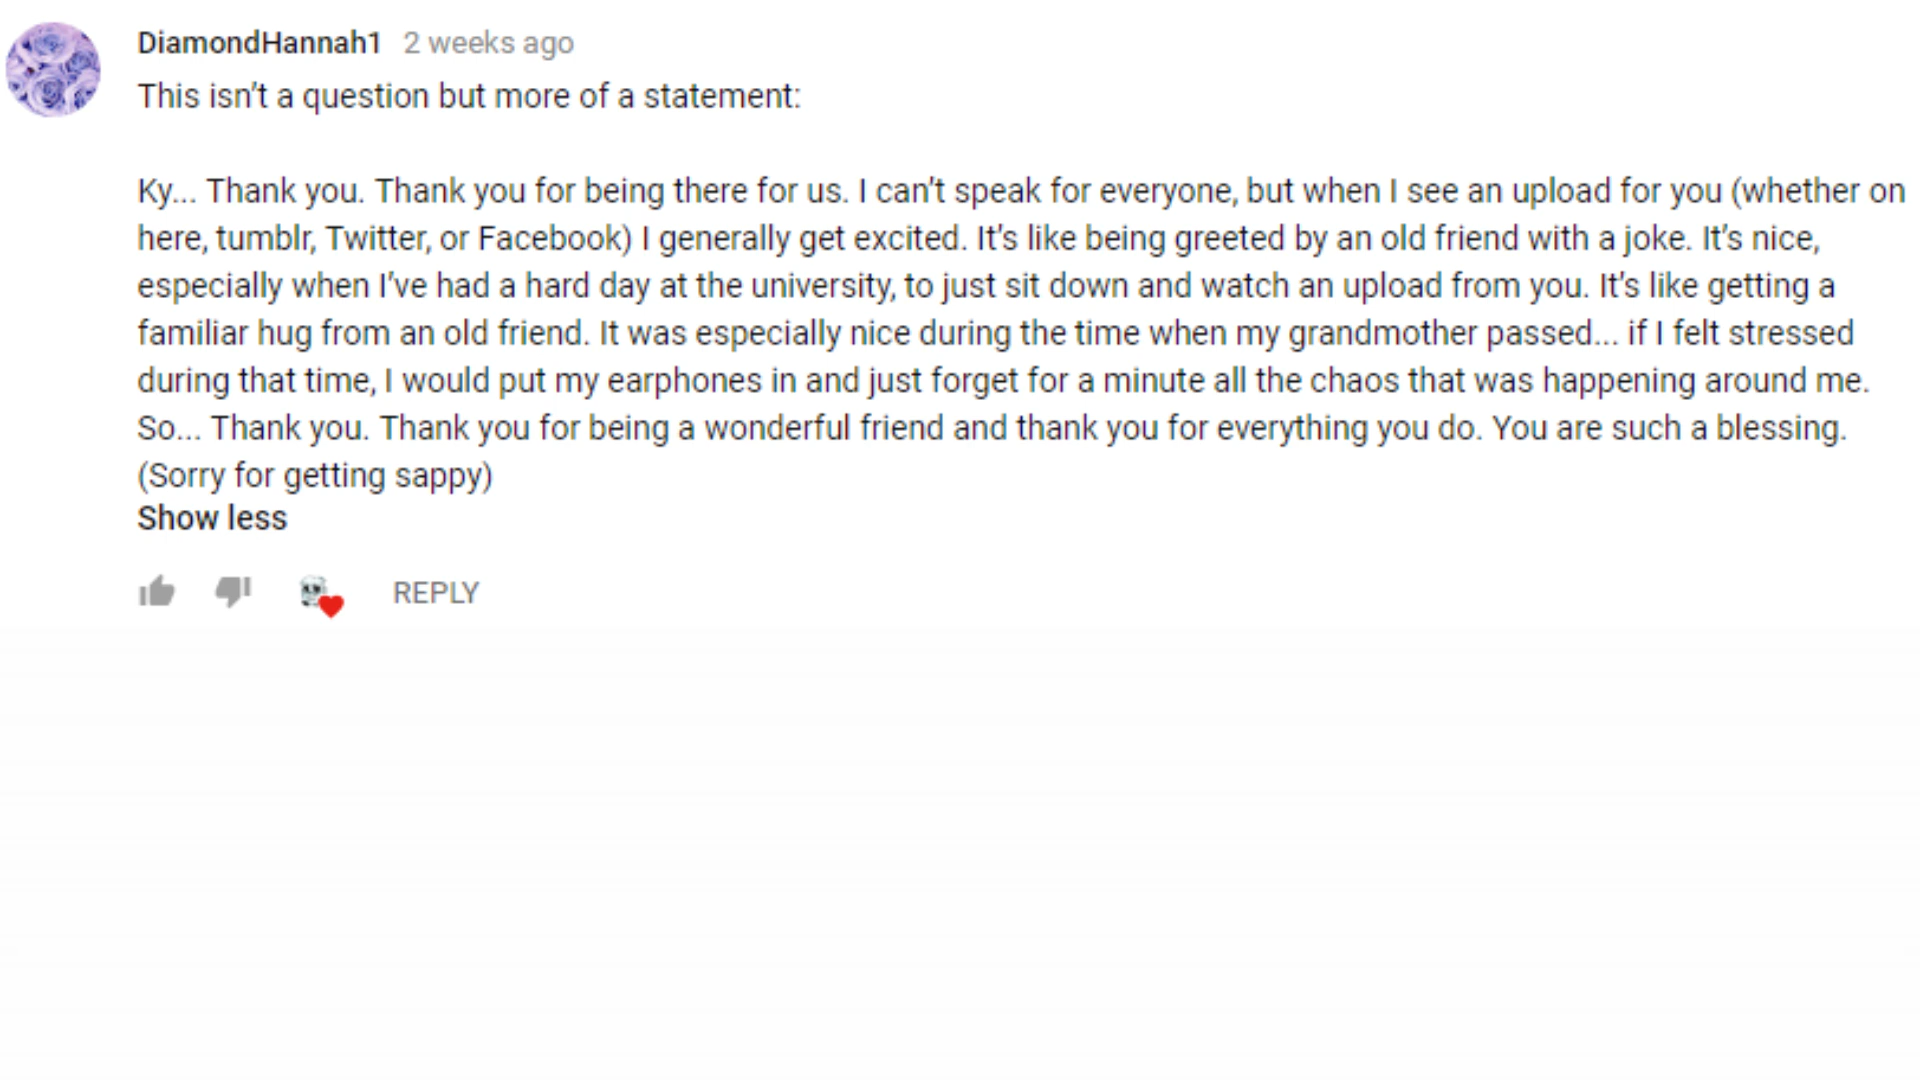 DiamondHannah1 2 weeks ago
This isn't a question but more of a statement:
Ky... Thank you. Thank you for being there for us. I can't speak for everyone, but when I see an upload for you (whether on
here, tumblr, Twitter, or Facebook) I generally get excited. It's like being greeted by an old friend with a joke. It's nice,
especially when I've had a hard day at the university, to just sit down and watch an upload from you. It's like getting a
familiar hug from an old friend. It was especially nice during the time when my grandmother passed... if I felt stressed
during that time, I would put my earphones in and just forget for a minute all the chaos that was happening around me.
So... Thank you. Thank you for being a wonderful friend and thank you for everything you do. You are such a blessing.
(Sorry for getting sappy)
Show less
REPLY